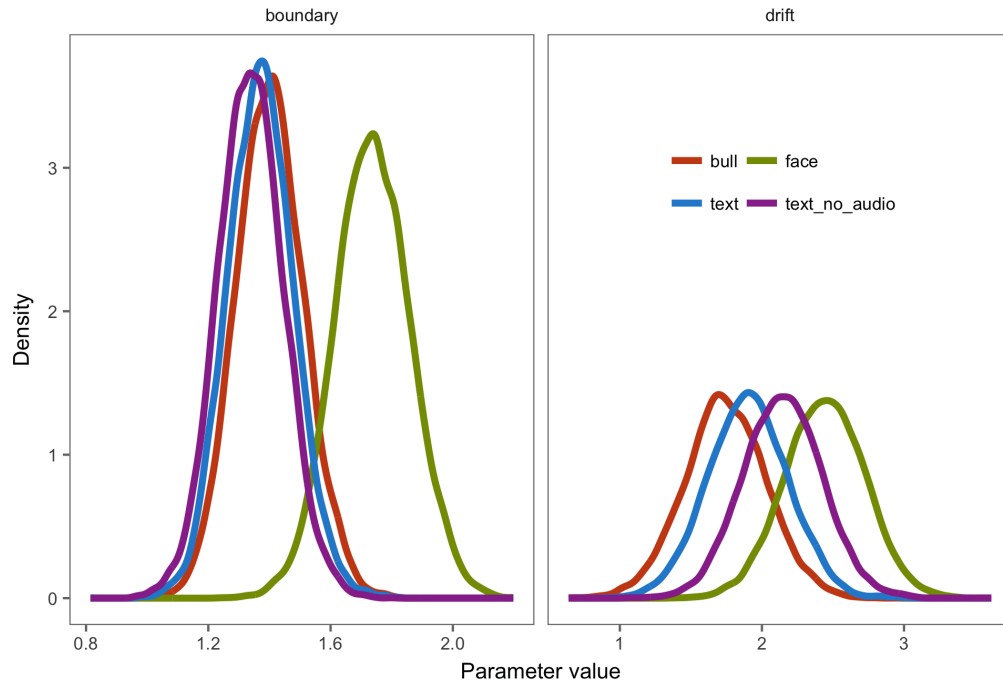 boundary
drift
Density
3
2
1
0
bull
face
text
text_no_audio
0.8
1.2
1.6
2.0
1
2
3
Parameter value